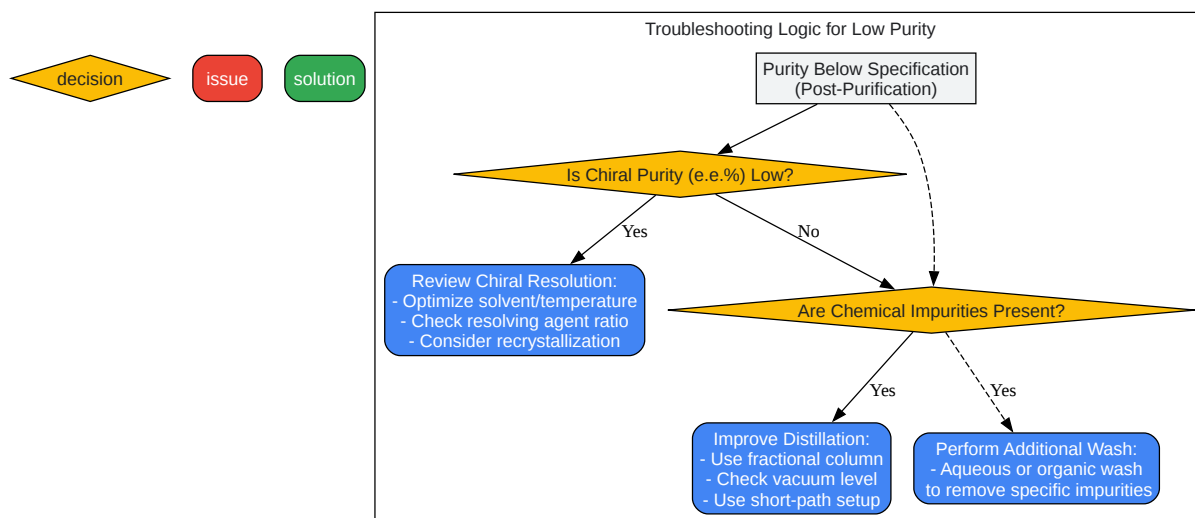 Troubleshooting Logic for Low Purity
decision
issue
solution
Purity Below Specification
(Post-Purification)
Is Chiral Purity (e.e.%) Low?
Yes
No
Review Chiral Resolution:
- Optimize solvent/temperature
- Check resolving agent ratio
- Consider recrystallization
Are Chemical Impurities Present?
Yes
Yes
Improve Distillation:
- Use fractional column
- Check vacuum level
- Use short-path setup
Perform Additional Wash:
- Aqueous or organic wash
to remove specific impurities